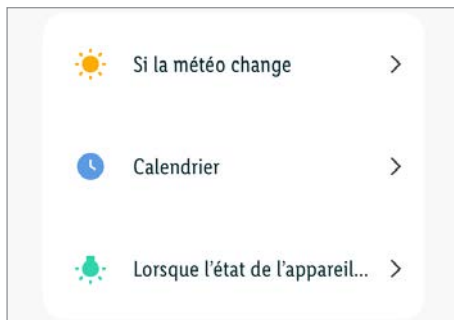 Si la météo change
Calendrier
Lorsque l’état de l’appareil...